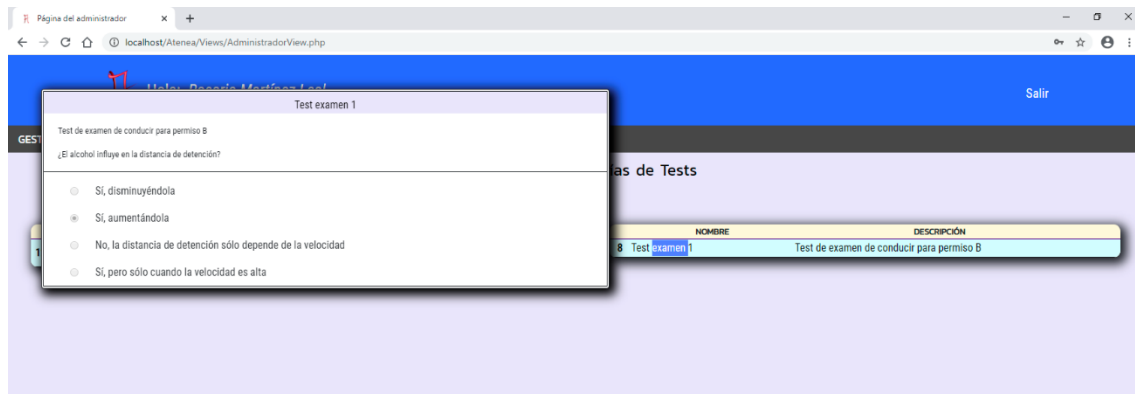 Página del administrador
localhost/Atenea/Views/AdministradorView.php
Salir
Test examen 1
Test de examen de conducir para permiso B
¿El alcohol influye en la distancia de detención?
Sí, disminuyéndola
Sí, aumentándola
No, la distancia de detención sólo depende de la velocidad
Sí, pero sólo cuando la velocidad es alta
GEST
de Tests
NOMBRE DESCRIPCIÓN
1
8 Test examen 1 Test de examen de conducir para permiso B